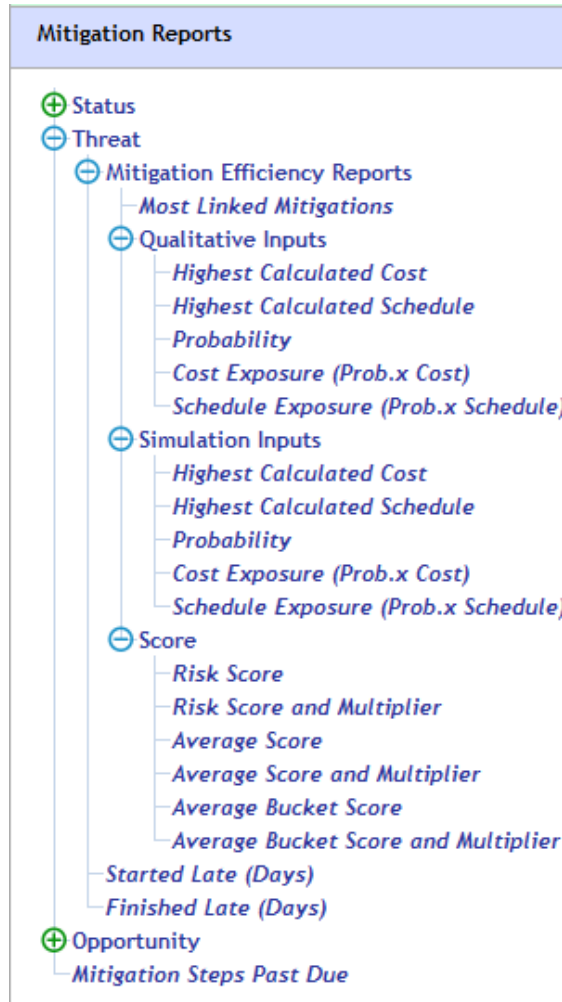 Mitigation Reports
Status
Threat
Mitigation Efficiency Reports
Most Linked Mitigations
Qualitative Inputs
Highest Calculated Cost
Highest Calculated Schedule
Probability
Cost Exposure (Prob.x Cost)
Schedule Exposure (Prob.x Schedule)
Simulation Inputs
Highest Calculated Cost
Highest Calculated Schedule
Probability
Cost Exposure (Prob.x Cost)
Schedule Exposure (Prob.x Schedule)
Score
Risk Score
Risk Score and Multiplier
Average Score
Average Score and Multiplier
Average Bucket Score
Average Bucket Score and Multiplier
Started Late (Days)
Finished Late (Days)
Opportunity
Mitigation Steps Past Due